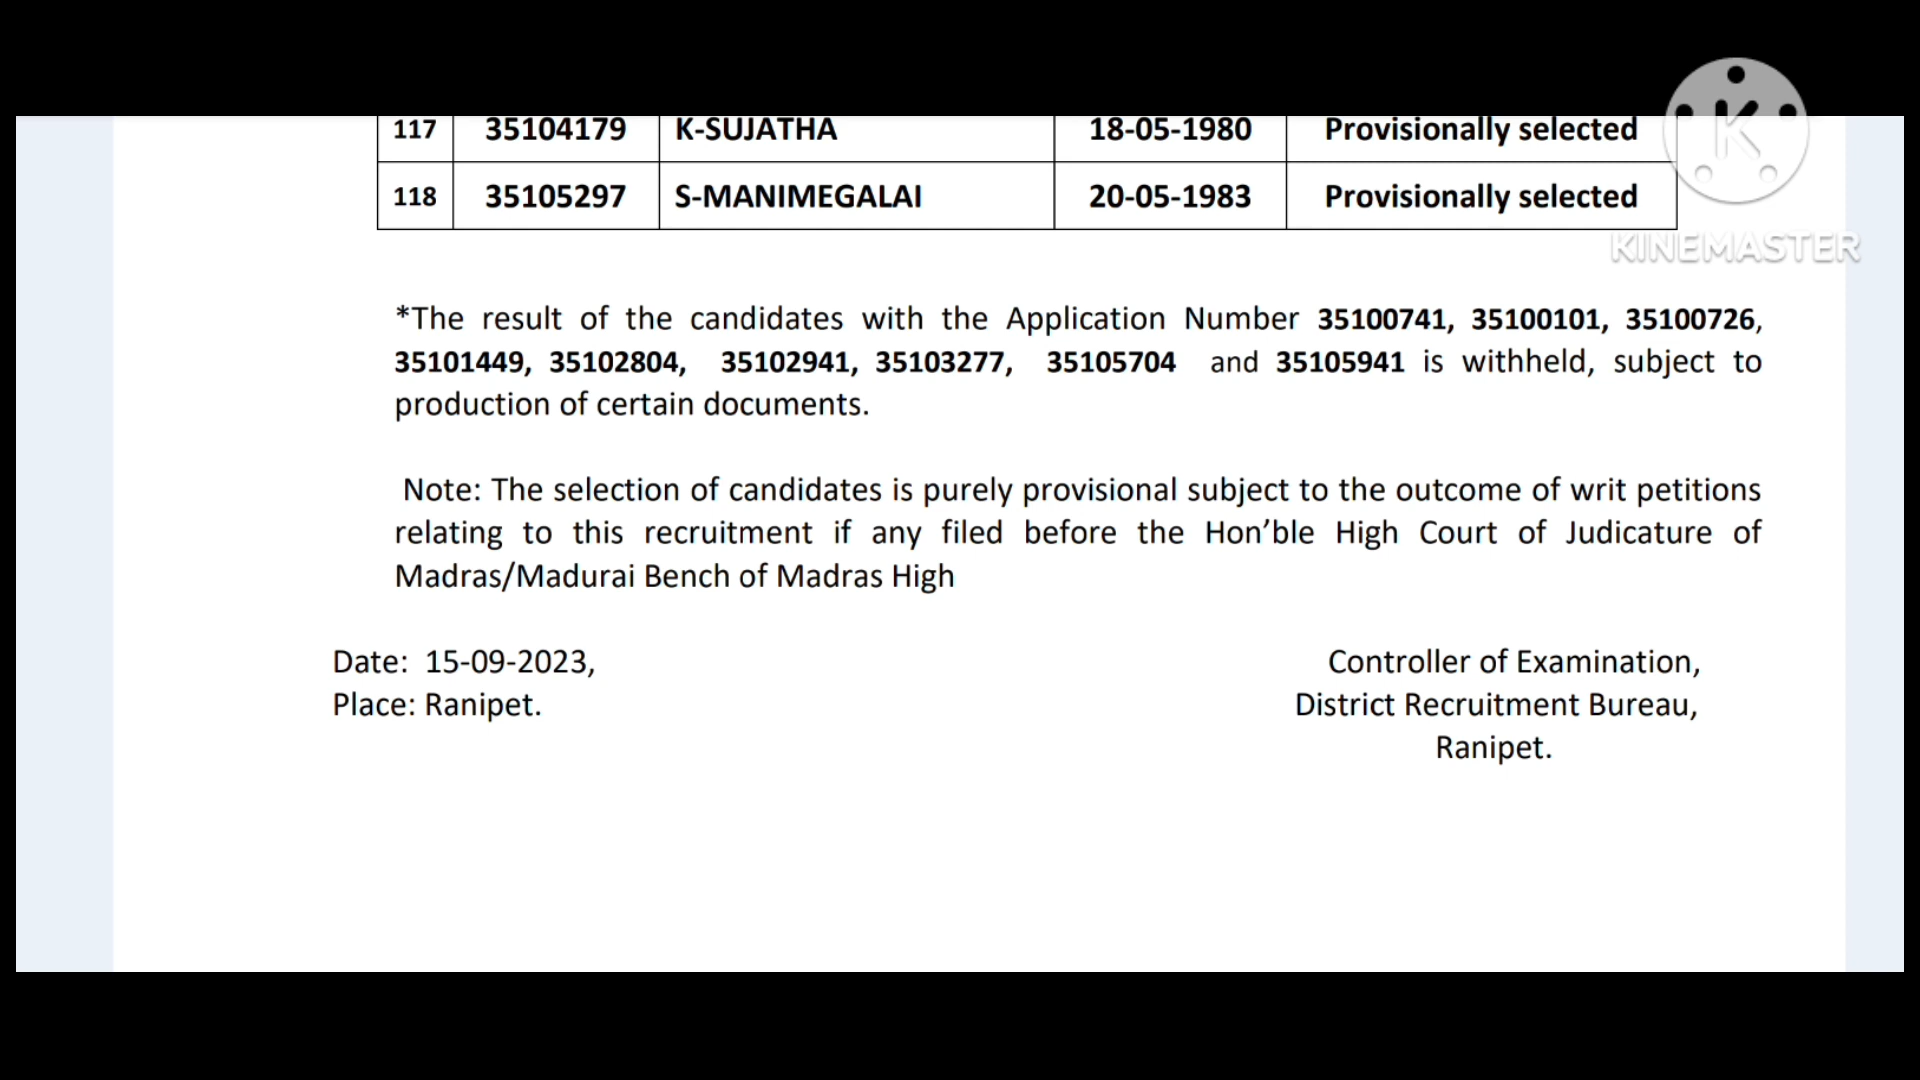 117 35104179 K-SUJATHA 18-05-1980 Provisionally selected
118 35105297 S-MANIMEGALAI 20-05-1983 Provisionally selected
K
KINEMASTER
*The result of the candidates with the Application Number 35100741, 35100101, 35100726,
35101449, 35102804, 35102941, 35103277, 35105704 and 35105941 is withheld, subject to
production of certain documents.
Note: The selection of candidates is purely provisional subject to the outcome of writ petitions
relating to this recruitment if any filed before the Hon’ble High Court of Judicature of
Madras/Madurai Bench of Madras High
Date: 15-09-2023,
Place: Ranipet.
Controller of Examination,
District Recruitment Bureau,
Ranipet.